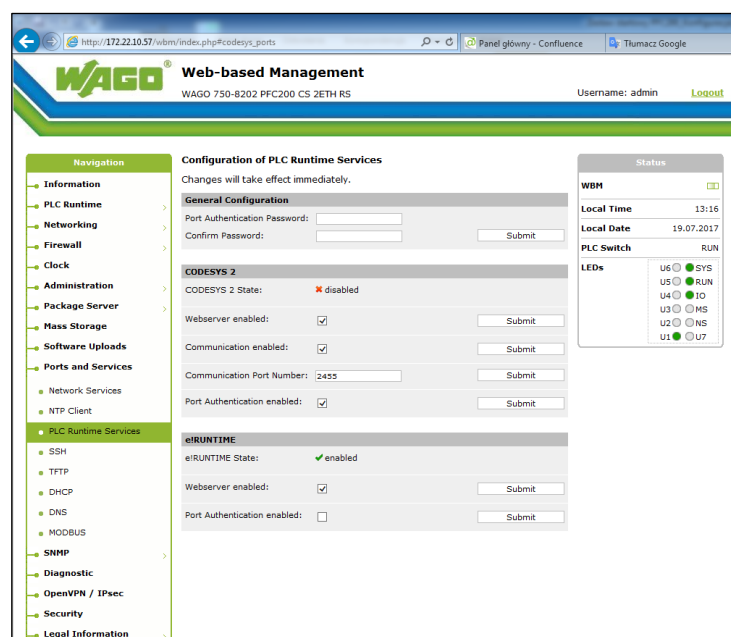 http://172.22.10.57/wbm/index.php#codesys_ports
Panel główny - Confluence
Tłumacz Google
WAGO®
Web-based Management
WAGO 750-8202 PFC200 CS 2ETH RS
Username: admin Logout
Navigation
Information
PLC Runtime
Networking
Firewall
Clock
Administration
Package Server
Mass Storage
Software Uploads
Ports and Services
Network Services
NTP Client
PLC Runtime Services
SSH
TFTP
DHCP
DNS
MODBUS
SNMP
Diagnostic
OpenVPN / IPsec
Security
Legal Information
Configuration of PLC Runtime Services
Changes will take effect immediately.
General Configuration
Port Authentication Password:
Confirm Password: Submit
CODESYS 2
CODESYS 2 State: disabled
Webserver enabled: Submit
Communication enabled: Submit
Communication Port Number: 2455 Submit
Port Authentication enabled: Submit
e!RUNTIME
e!RUNTIME State: enabled
Webserver enabled: Submit
Port Authentication enabled: Submit
Status
WBM
Local Time 13:16
Local Date 19.07.2017
PLC Switch RUN
LEDs U6 SYS
U5 RUN
U4 IO
U3 MS
U2 NS
U1 U7